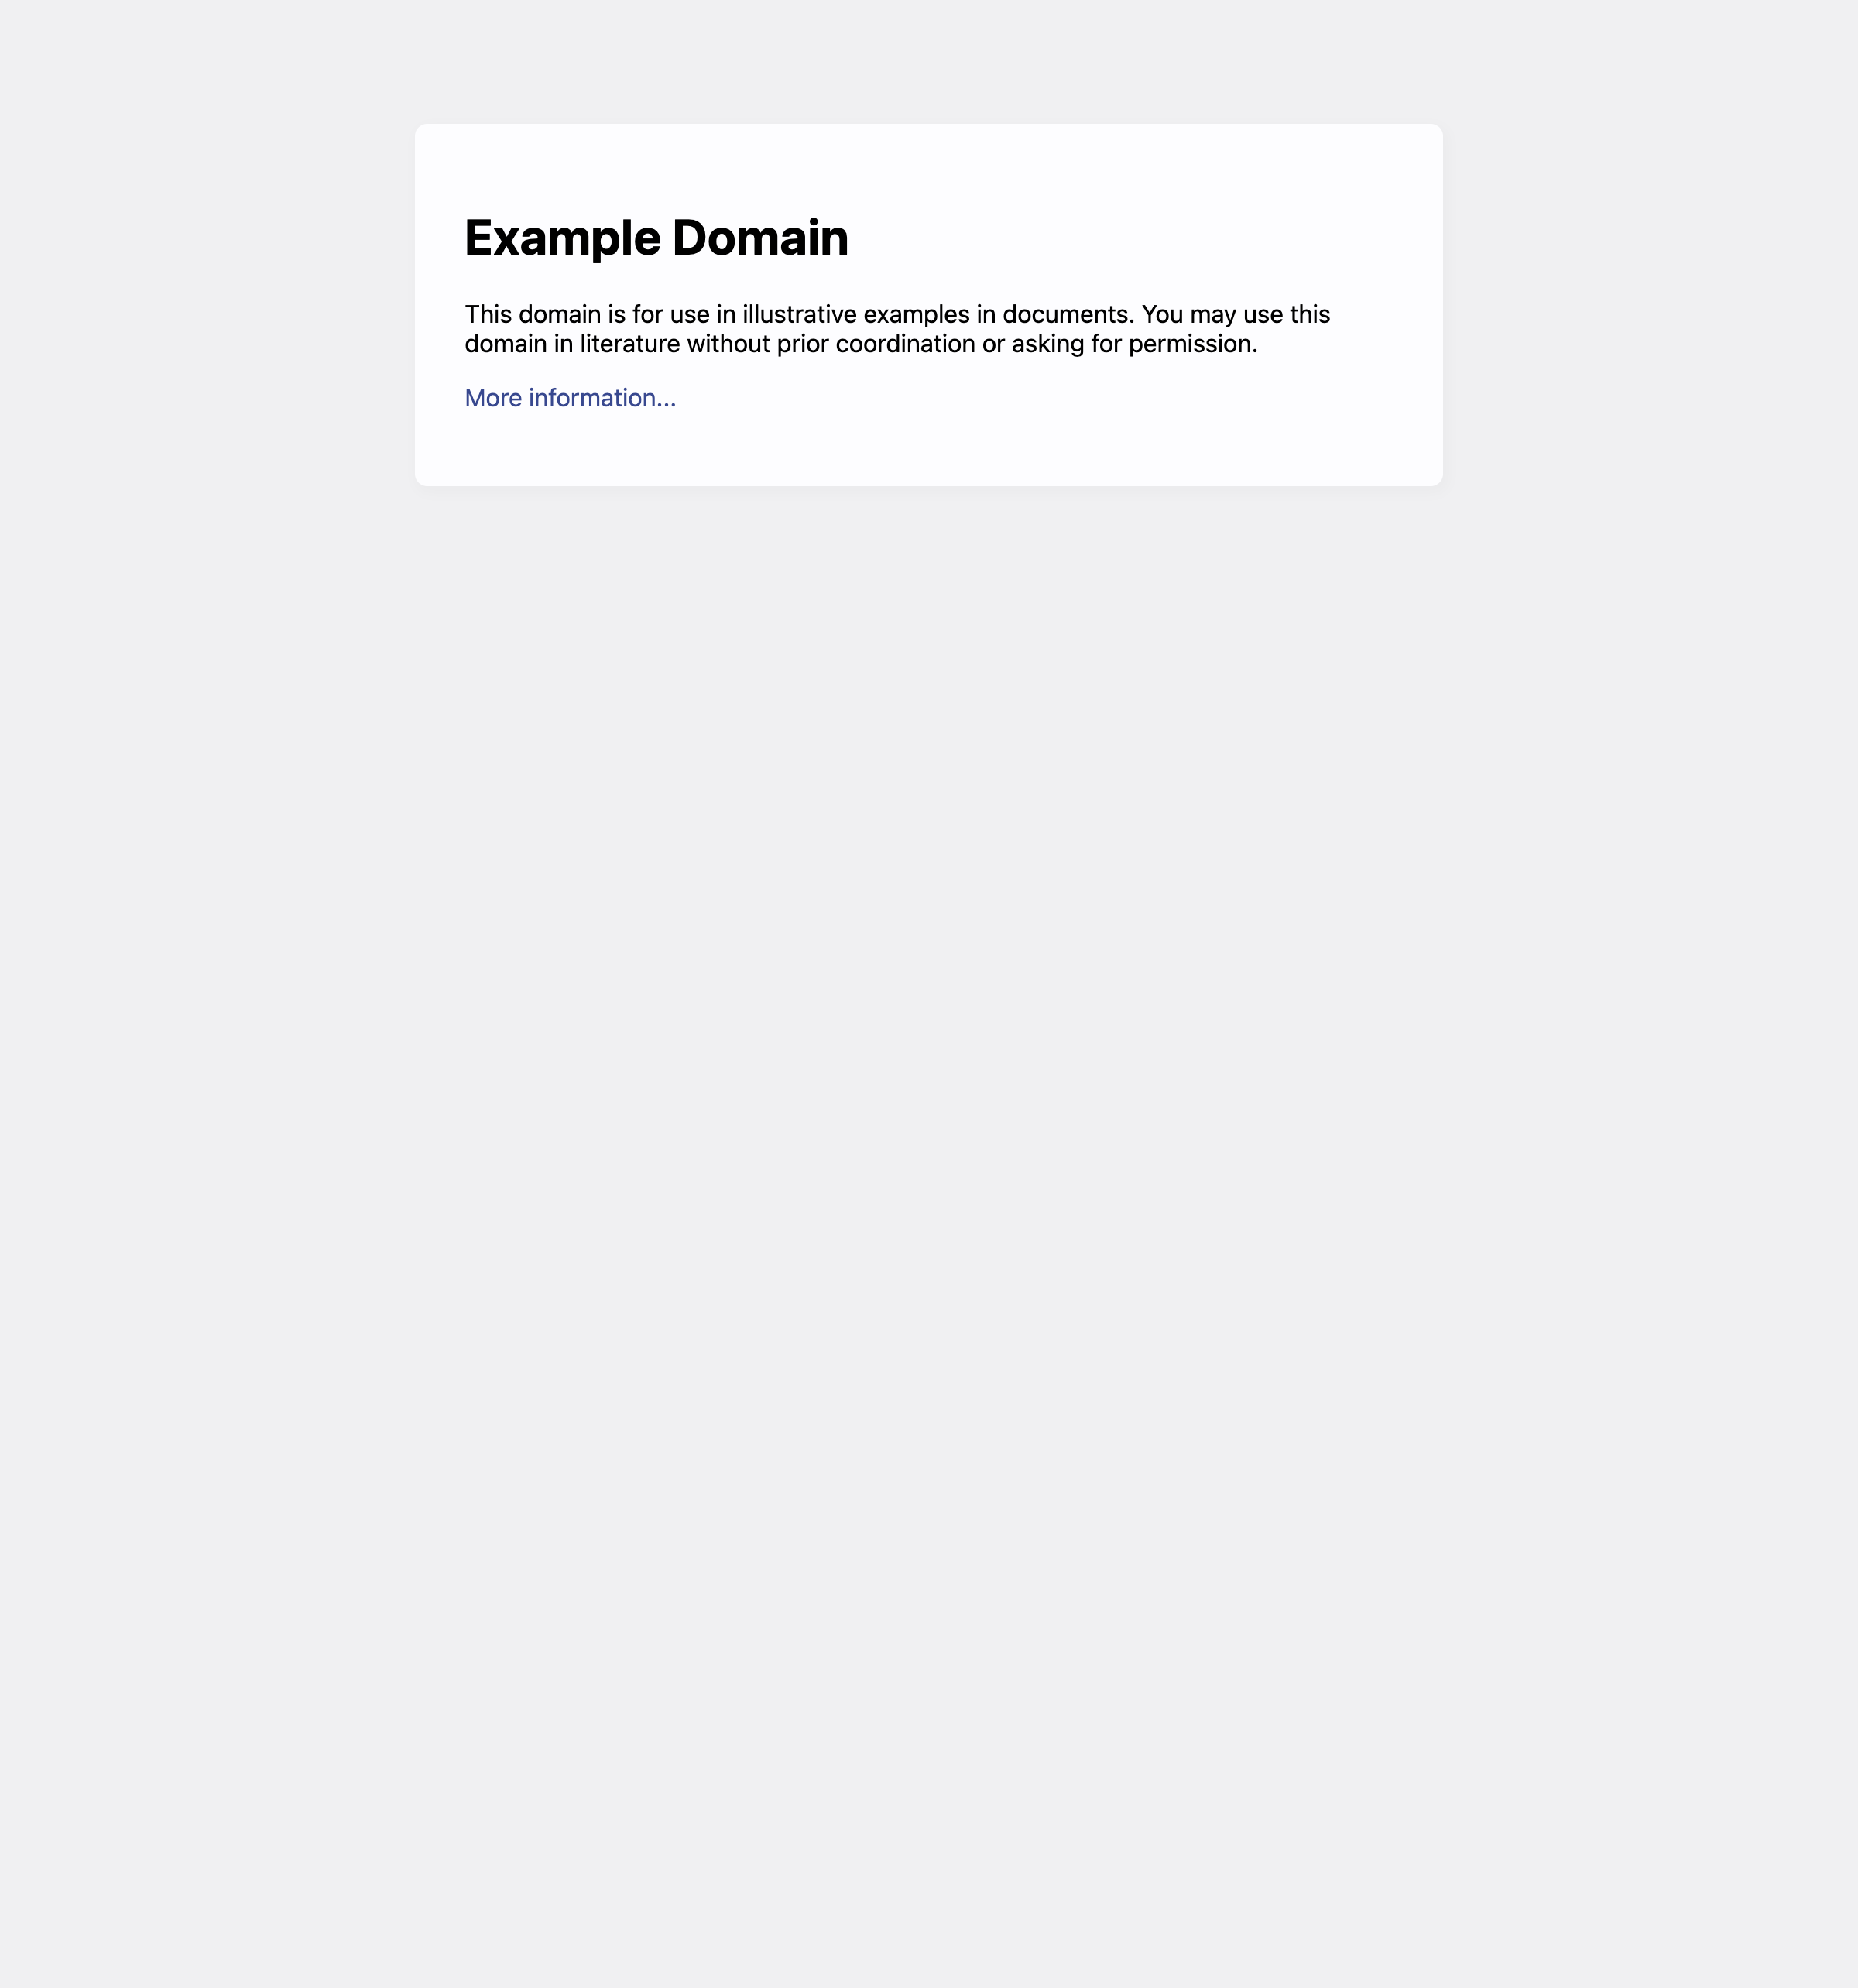 Example Domain
This domain is for use in illustrative examples in documents. You may use this
domain in literature without prior coordination or asking for permission.
More information...